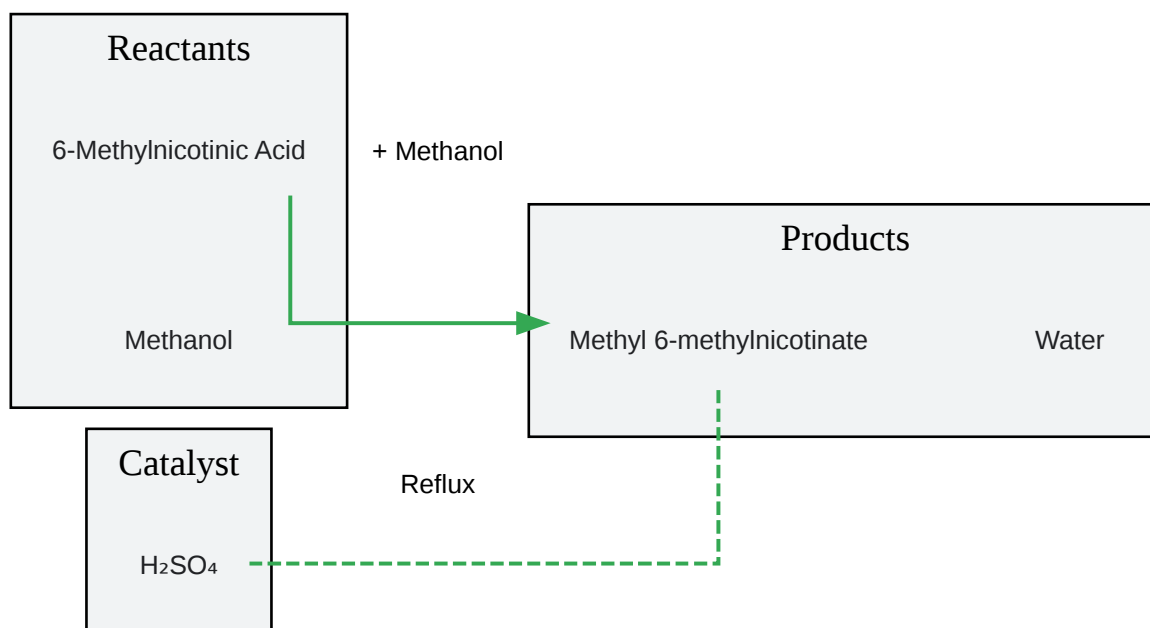 Reactants
6-Methylnicotinic Acid
+ Methanol
Methanol
Products
Methyl 6-methylnicotinate
Water
Catalyst
H₂SO₄
Reflux